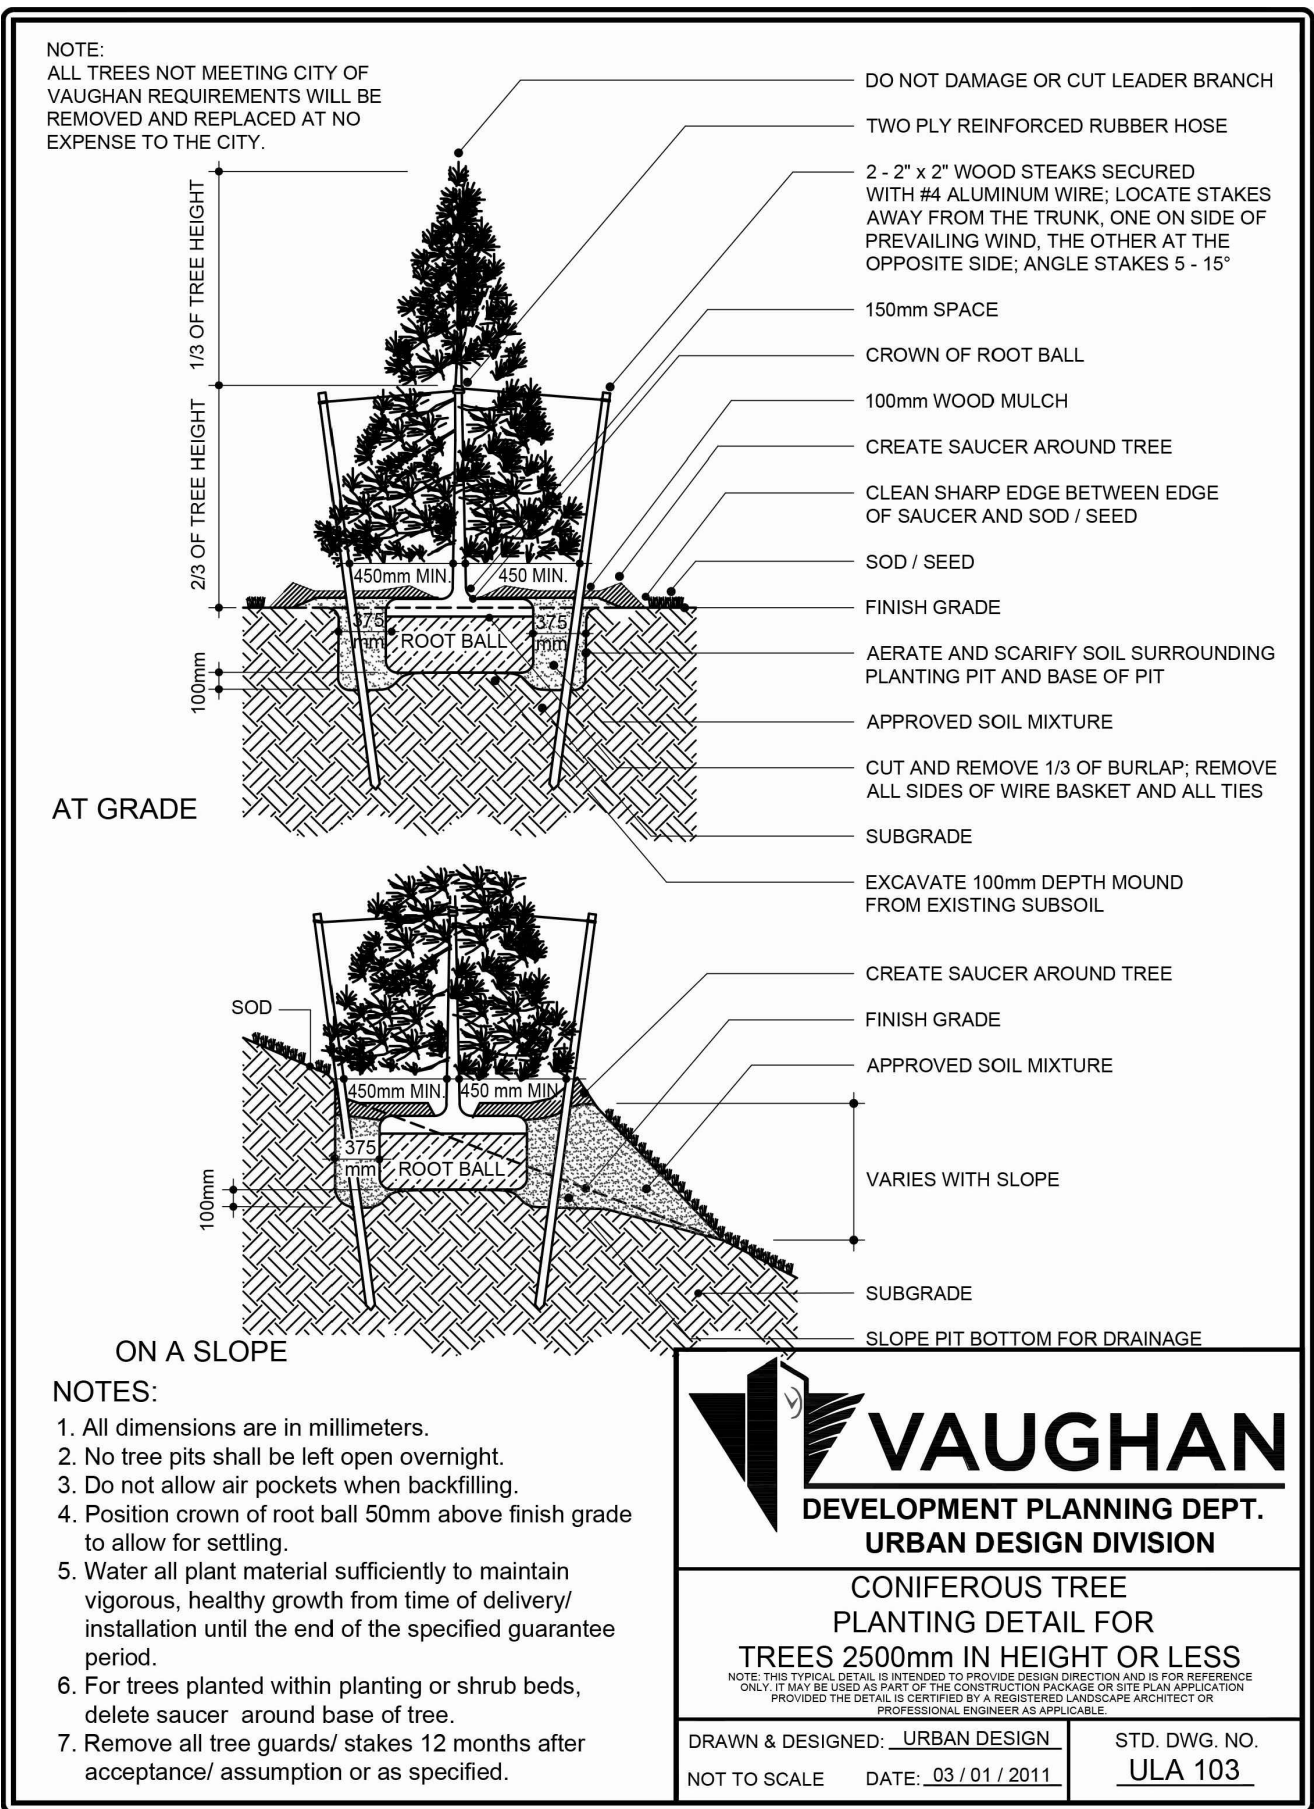 NOTE:
ALL TREES NOT MEETING CITY OF
VAUGHAN REQUIREMENTS WILL BE
REMOVED AND REPLACED AT NO
EXPENSE TO THE CITY.
DO NOT DAMAGE OR CUT LEADER BRANCH
TWO PLY REINFORCED RUBBER HOSE
2 - 2" x 2" WOOD STEAKS SECURED
WITH #4 ALUMINUM WIRE; LOCATE STAKES
AWAY FROM THE TRUNK, ONE ON SIDE OF
PREVAILING WIND, THE OTHER AT THE
OPPOSITE SIDE; ANGLE STAKES 5 - 15°
150mm SPACE
CROWN OF ROOT BALL
100mm WOOD MULCH
CREATE SAUCER AROUND TREE
CLEAN SHARP EDGE BETWEEN EDGE
OF SAUCER AND SOD / SEED
SOD / SEED
FINISH GRADE
AERATE AND SCARIFY SOIL SURROUNDING
PLANTING PIT AND BASE OF PIT
APPROVED SOIL MIXTURE
CUT AND REMOVE 1/3 OF BURLAP; REMOVE
ALL SIDES OF WIRE BASKET AND ALL TIES
SUBGRADE
EXCAVATE 100mm DEPTH MOUND
FROM EXISTING SUBSOIL
1/3 OF TREE HEIGHT
2/3 OF TREE HEIGHT
100mm
450mm MIN.
450 MIN.
375
mm
ROOT BALL
375
mm
AT GRADE
CREATE SAUCER AROUND TREE
FINISH GRADE
APPROVED SOIL MIXTURE
VARIES WITH SLOPE
SUBGRADE
SLOPE PIT BOTTOM FOR DRAINAGE
SOD
450mm MIN.
450 mm MIN
375
mm
ROOT BALL
100mm
ON A SLOPE
NOTES:
1. All dimensions are in millimeters.
2. No tree pits shall be left open overnight.
3. Do not allow air pockets when backfilling.
4. Position crown of root ball 50mm above finish grade
to allow for settling.
5. Water all plant material sufficiently to maintain
vigorous, healthy growth from time of delivery/
installation until the end of the specified guarantee
period.
6. For trees planted within planting or shrub beds,
delete saucer around base of tree.
7. Remove all tree guards/ stakes 12 months after
acceptance/ assumption or as specified.
VAUGHAN
DEVELOPMENT PLANNING DEPT.
URBAN DESIGN DIVISION
CONIFEROUS TREE
PLANTING DETAIL FOR
TREES 2500mm IN HEIGHT OR LESS
NOTE: THIS TYPICAL DETAIL IS INTENDED TO PROVIDE DESIGN DIRECTION AND IS FOR REFERENCE
ONLY. IT MAY BE USED AS PART OF THE CONSTRUCTION PACKAGE OR SITE PLAN APPLICATION
PROVIDED THE DETAIL IS CERTIFIED BY A REGISTERED LANDSCAPE ARCHITECT OR
PROFESSIONAL ENGINEER AS APPLICABLE.
DRAWN & DESIGNED: URBAN DESIGN
NOT TO SCALE DATE: 03 / 01 / 2011
STD. DWG. NO.
ULA 103